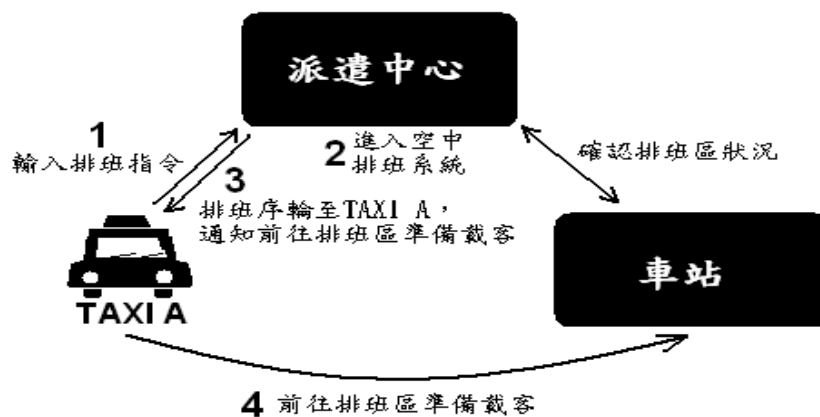 派遣中心
1
輸入排班指令
2 進入空中
排班系統
確認排班區狀況
3
排班序輪至TAXI A，
通知前往排班區準備載客
車站
TAXI A
4 前往排班區準備載客